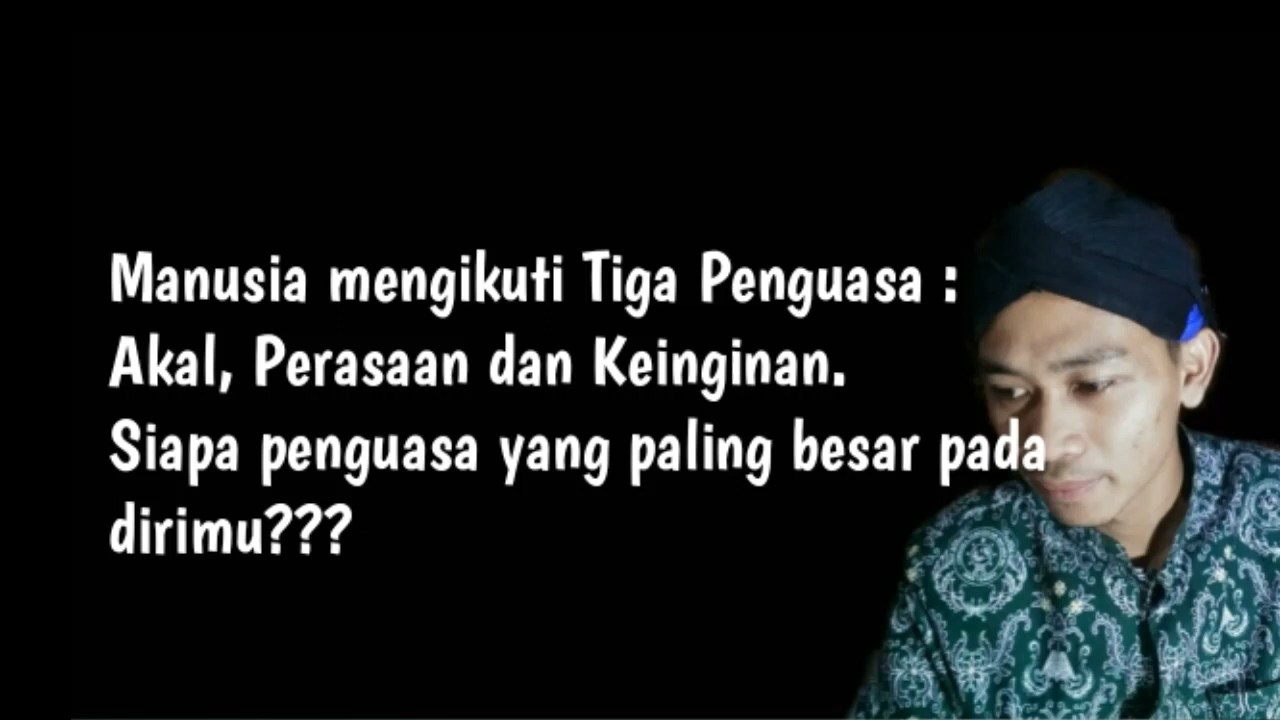 Manusia mengikuti Tiga Penguasa :
Akal, Perasaan dan Keinginan.
Siapa penguasa yang paling besar pada
dirimu???